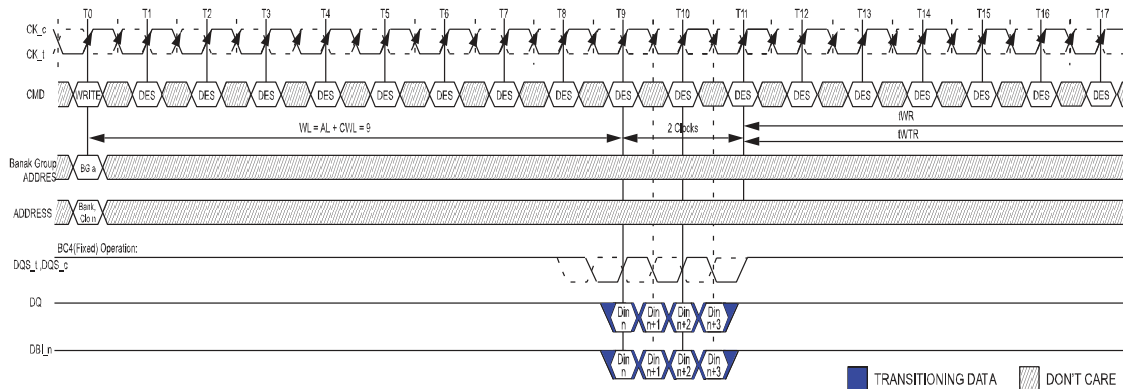 T0 T1 T2 T3 T4 T5 T6 T7 T8 T9 T10 T11 T12 T13 T14 T15 T16 T17
CK_c
CK_t
CMD WRITE DES DES DES DES DES DES DES DES DES DES DES DES DES DES DES DES DES
WL = AL + CWL = 9
2 Clocks
tWR
tWTR
Banak Group
ADDRES
BG a
ADDRESS
Bank,
Clo n
BC4(Fixed) Operation:
DQS_t ,DQS_c
DQ
Din n
Din n+1
Din n+2
Din n+3
DBI_n
Din n
Din n+1
Din n+2
Din n+3
TRANSITIONING DATA
DON'T CARE